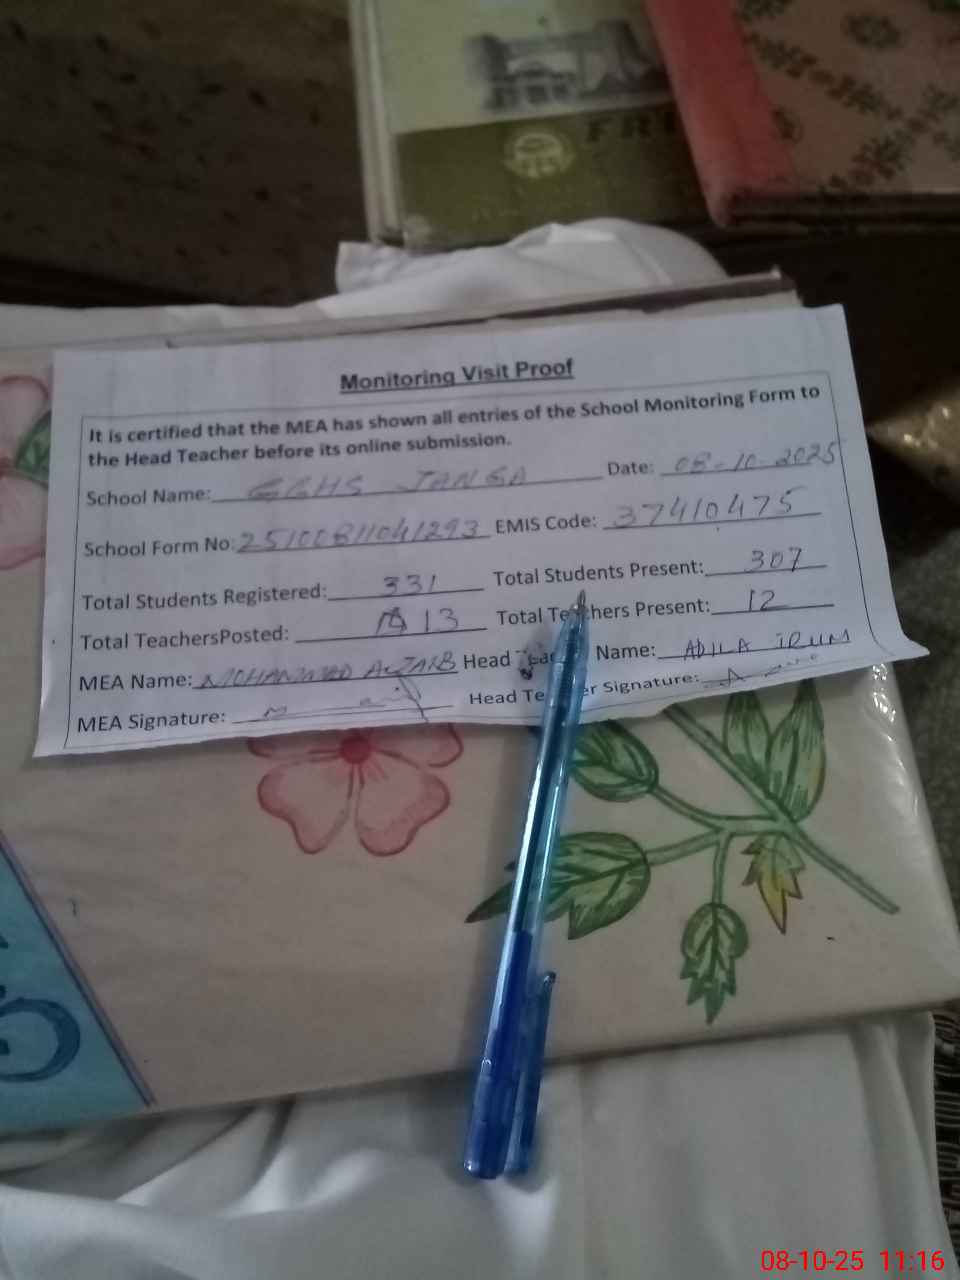 FRI
Monitoring Visit Proof
It is certified that the MEA has shown all entries of the School Monitoring Form to
the Head Teacher before its online submission.
School Name: GGHS JANGA Date: 08-10-2025
School Form No: 25100811041293 EMIS Code: 37410475
Total Students Registered: 331 Total Students Present: 307
Total TeachersPosted: 13 Total Teachers Present: 12
MEA Name: MOHAMMAD Head Name: ADILA IRUM
MEA Signature: Head Teacher Signature:
08-10-25 11:16